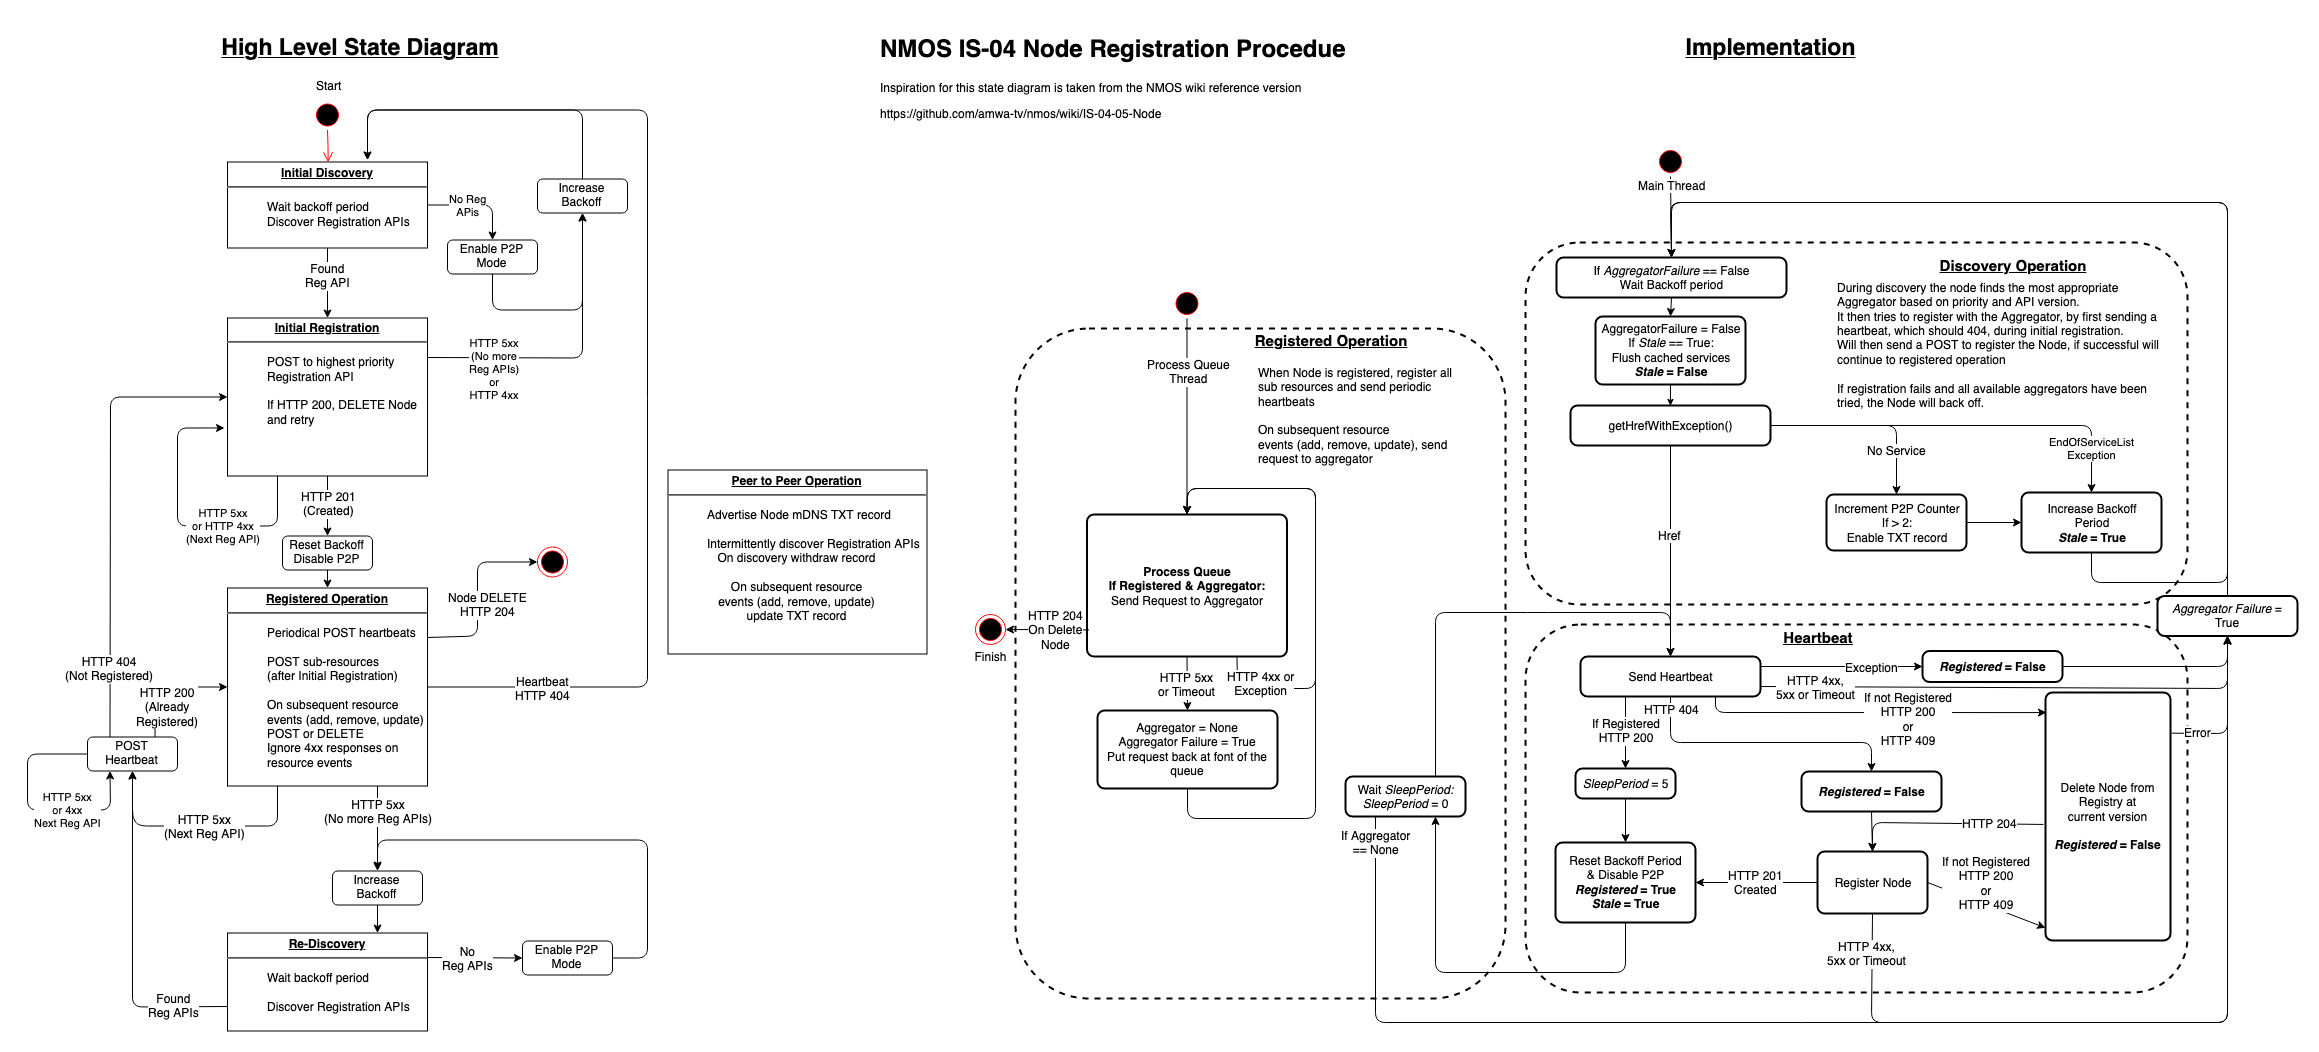 High Level State Diagram
Start
Initial Discovery
Wait backoff period
Discover Registration APIs
No Reg
APis
Increase
Backoff
Enable P2P
Mode
Found
Reg API
Initial Registration
POST to highest priority
Registration API
If HTTP 200, DELETE Node
and retry
HTTP 5xx
(No more
Reg APIs)
or
HTTP 4xx
HTTP 5xx
or HTTP 4xx
(Next Reg API)
HTTP 201
(Created)
Reset Backoff
Disable P2P
Registered Operation
Periodical POST heartbeats
POST sub-resources
(after Initial Registration)
On subsequent resource
events (add, remove, update)
POST or DELETE
Ignore 4xx responses on
resource events
Node DELETE
HTTP 204
Heartbeat
HTTP 404
HTTP 404
(Not Registered)
HTTP 200
(Already
Registered)
POST
Heartbeat
HTTP 5xx
or 4xx
Next Reg API
HTTP 5xx
(Next Reg API)
HTTP 5xx
(No more Reg APIs)
Increase
Backoff
Re-Discovery
Wait backoff period
Discover Registration APIs
No
Reg APIs
Enable P2P
Mode
Found
Reg APIs
Peer to Peer Operation
Advertise Node mDNS TXT record
Intermittently discover Registration APIs
On discovery withdraw record
On subsequent resource
events (add, remove, update)
update TXT record
NMOS IS-04 Node Registration Procedue
Inspiration for this state diagram is taken from the NMOS wiki reference version
https://github.com/amwa-tv/nmos/wiki/IS-04-05-Node
Registered Operation
When Node is registered, register all
sub resources and send periodic
heartbeats
On subsequent resource
events (add, remove, update), send
request to aggregator
Process Queue
Thread
Process Queue
If Registered & Aggregator:
Send Request to Aggregator
HTTP 204
On Delete
Node
Finish
HTTP 5xx
or Timeout
HTTP 4xx or
Exception
Aggregator = None
Aggregator Failure = True
Put request back at font of the
queue
Wait SleepPeriod:
SleepPeriod = 0
If Aggregator
== None
Implementation
Main Thread
Discovery Operation
During discovery the node finds the most appropriate
Aggregator based on priority and API version.
It then tries to register with the Aggregator, by first sending a
heartbeat, which should 404, during initial registration.
Will then send a POST to register the Node, if successful will
continue to registered operation
If registration fails and all available aggregators have been
tried, the Node will back off.
If AggregatorFailure == False
Wait Backoff period
AggregatorFailure = False
If Stale == True:
Flush cached services
Stale = False
getHrefWithException()
No Service
EndOfServiceList
Exception
Increment P2P Counter
If > 2:
Enable TXT record
Increase Backoff
Period
Stale = True
Href
Aggregator Failure =
True
Heartbeat
Send Heartbeat
Exception
Registered = False
HTTP 4xx,
5xx or Timeout
If not Registered
HTTP 200
or
HTTP 409
HTTP 404
If Registered
HTTP 200
SleepPeriod = 5
Registered = False
Delete Node from
Registry at
current version
Registered = False
Error
HTTP 204
Reset Backoff Period
& Disable P2P
Registered = True
Stale = True
HTTP 201
Created
Register Node
If not Registered
HTTP 200
or
HTTP 409
HTTP 4xx,
5xx or Timeout